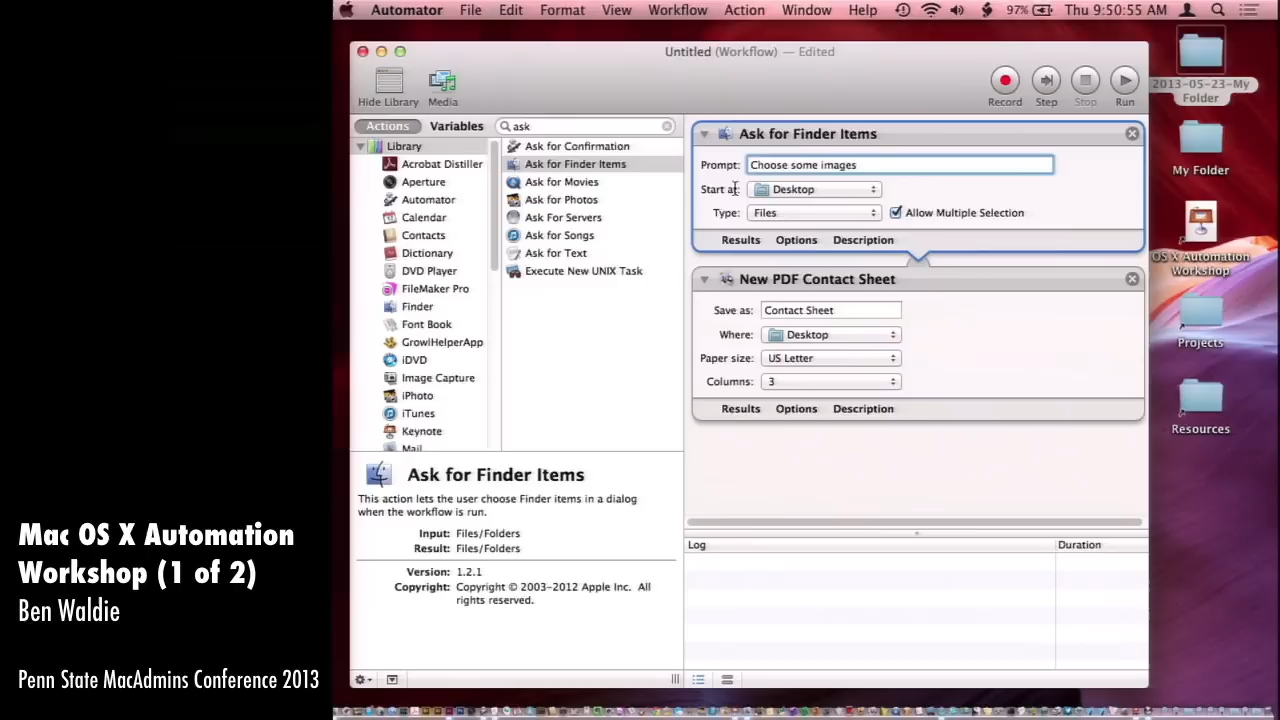 Automator File Edit Format View Workflow Action Window Help 97% Thu 9:50:55 AM
Untitled (Workflow) — Edited
Hide Library Media Record Step Stop Run
Actions Variables ask
Library
Acrobat Distiller
Aperture
Automator
Calendar
Contacts
Dictionary
DVD Player
FileMaker Pro
Finder
Font Book
GrowlHelperApp
iDVD
Image Capture
iPhoto
iTunes
Keynote
Mail
Ask for Confirmation
Ask for Finder Items
Ask for Movies
Ask for Photos
Ask For Servers
Ask for Songs
Ask for Text
Execute New UNIX Task
Ask for Finder Items
Prompt: Choose some images
Start at: Desktop
Type: Files Allow Multiple Selection
Results Options Description
New PDF Contact Sheet
Save as: Contact Sheet
Where: Desktop
Paper size: US Letter
Columns: 3
Results Options Description
Ask for Finder Items
This action lets the user choose Finder items in a dialog
when the workflow is run.
Input: Files/Folders
Result: Files/Folders
Version: 1.2.1
Copyright: Copyright © 2003-2012 Apple Inc. All
rights reserved.
Log Duration
2013-05-23-My
Folder
My Folder
OS X Automation
Workshop
Projects
Resources
Mac OS X Automation
Workshop (1 of 2)
Ben Waldie
Penn State MacAdmins Conference 2013